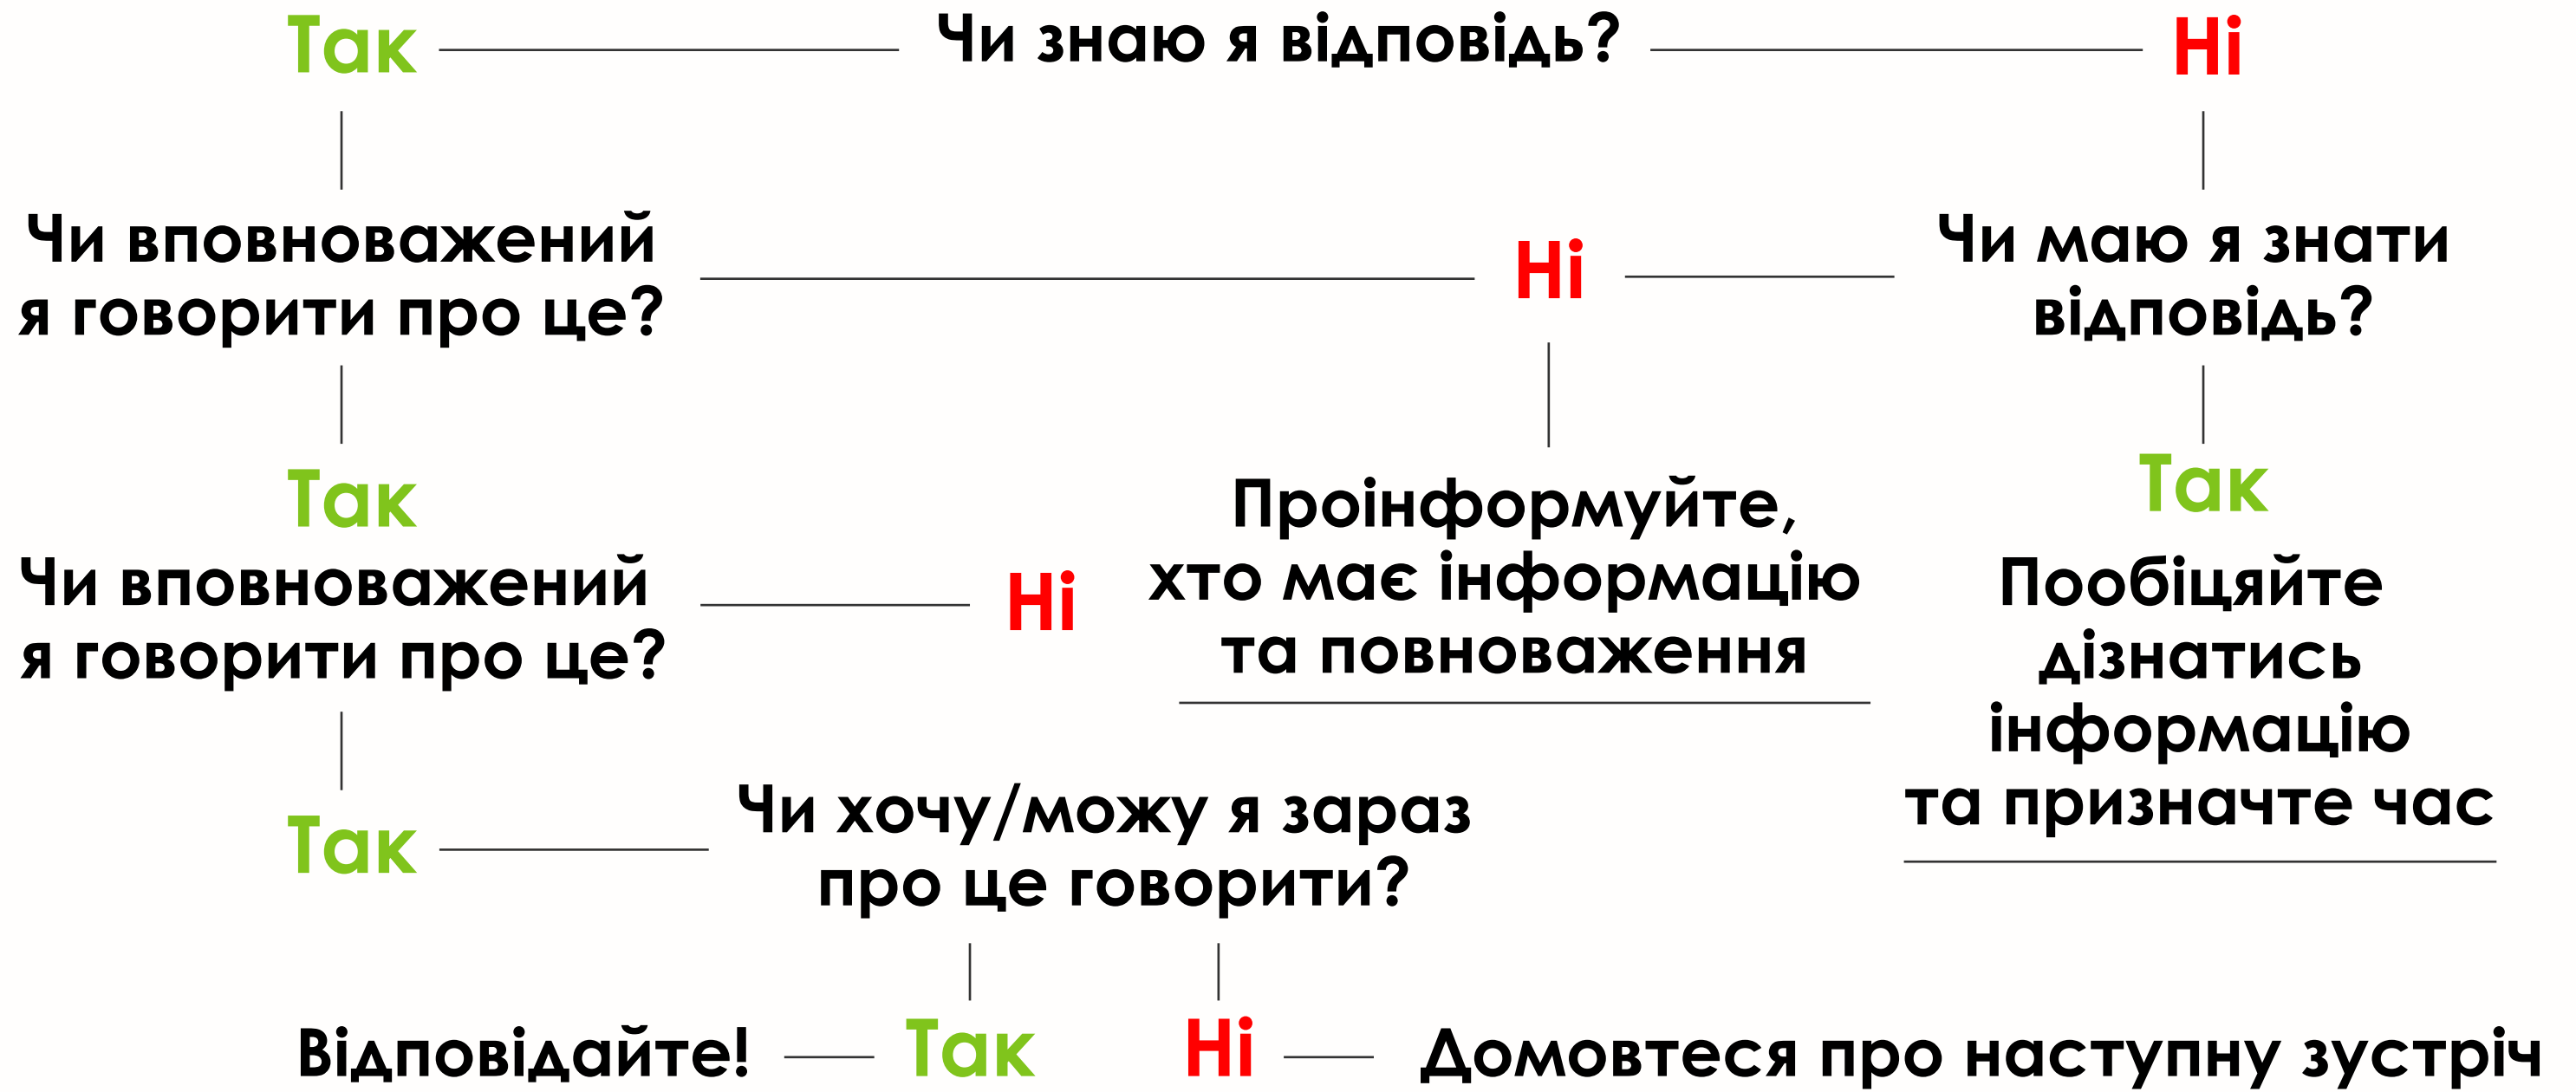 Так
Чи знаю я відповідь?
Ні
Чи вповноважений
я говорити про це?
Ні
Чи маю я знати
відповідь?
Так
Чи вповноважений
я говорити про це?
Ні
Проінформуйте,
хто має інформацію
та повноваження
Так
Пообіцяйте
дізнатись
інформацію
та призначте час
Так
Чи хочу/можу я зараз
про це говорити?
Відповідайте!
Так
Ні
Домовтеся про наступну зустріч